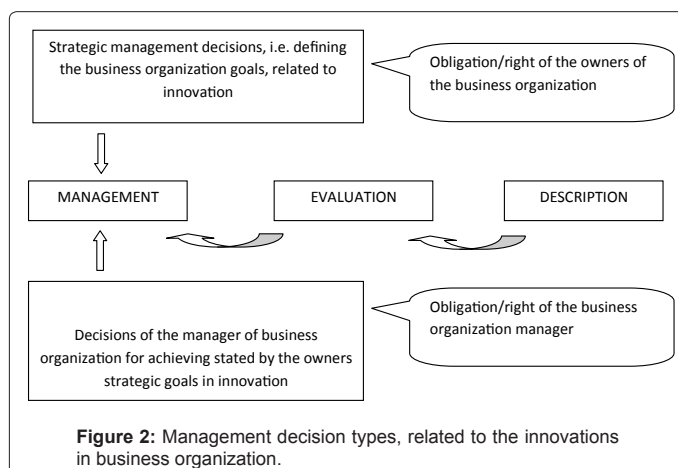 Strategic management decisions, i.e. defining
the business organization goals, related to
innovation
Obligation/right of the owners of
the business organization
MANAGEMENT
EVALUATION
DESCRIPTION
Decisions of the manager of business
organization for achieving stated by the owners
strategic goals in innovation
Obligation/right of the business
organization manager
Figure 2: Management decision types, related to the innovations
in business organization.